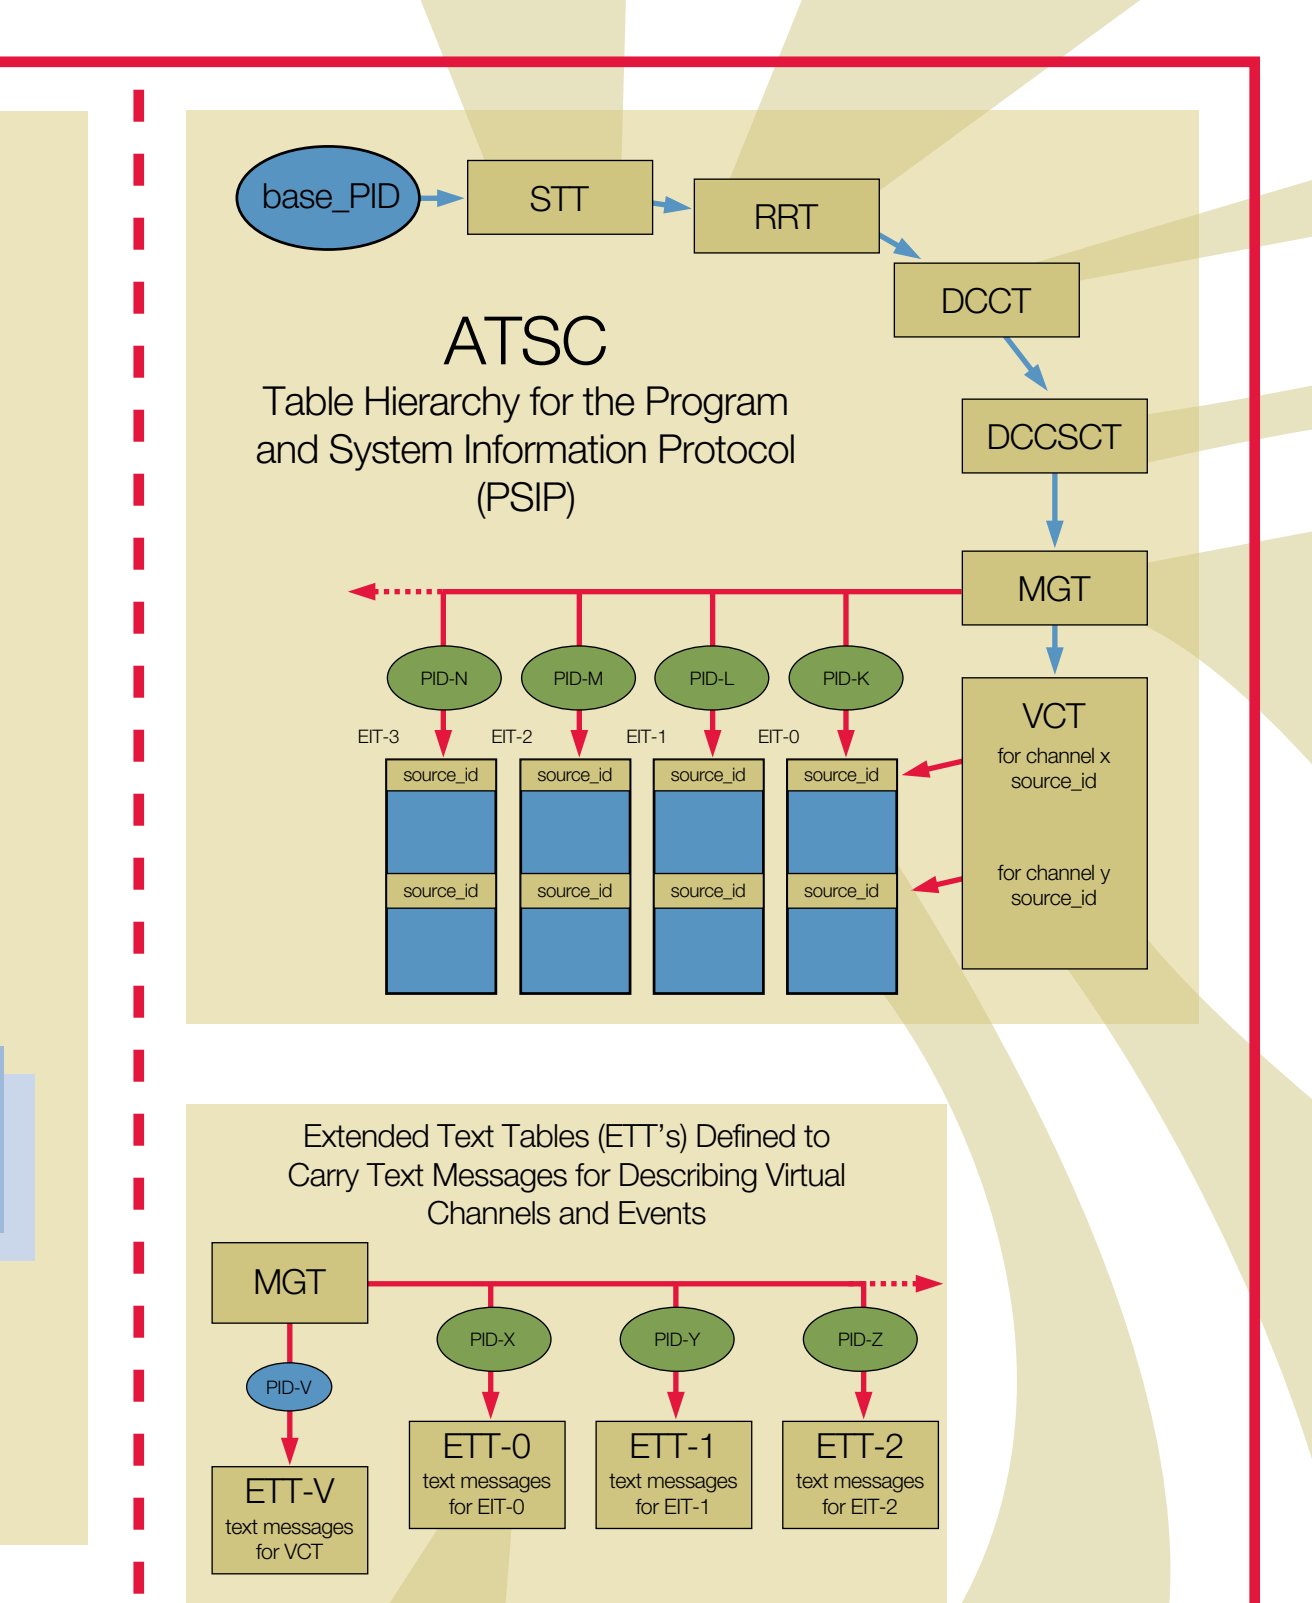 base_PID
STT
RRT
DCCT
ATSC
Table Hierarchy for the Program
and System Information Protocol
(PSIP)
DCCSCT
MGT
PID-N
PID-M
PID-L
PID-K
EIT-3
EIT-2
EIT-1
EIT-0
VCT
for channel x
source_id
source_id
source_id
source_id
source_id
for channel y
source_id
source_id
source_id
source_id
source_id
Extended Text Tables (ETT's) Defined to
Carry Text Messages for Describing Virtual
Channels and Events
MGT
PID-X
PID-Y
PID-Z
PID-V
ETT-0
text messages
for EIT-0
ETT-1
text messages
for EIT-1
ETT-2
text messages
for EIT-2
ETT-V
text messages
for VCT